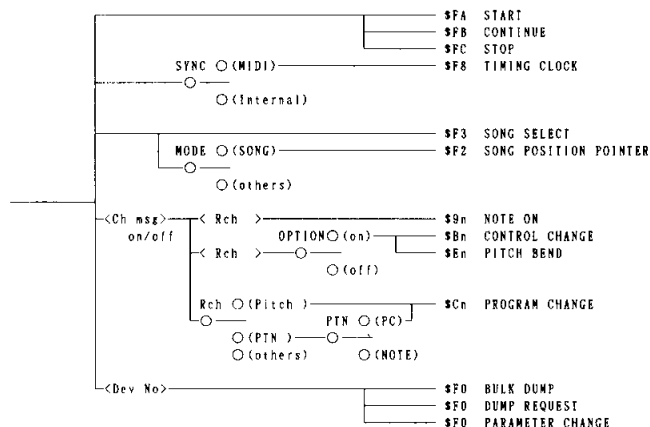 $FA START
$FB CONTINUE
$FC STOP
SYNC (MIDI) $F8 TIMING CLOCK
(Internal)
$F3 SONG SELECT
MODE (SONG) $F2 SONG POSITION POINTER
(others)
<Ch msg> < Rch > $9n NOTE ON
on/off OPTION (on) $Bn CONTROL CHANGE
< Rch > $En PITCH BEND
(off)
Rch (Pitch) $Cn PROGRAM CHANGE
(PTN) PTN (PC)
(others) (NOTE)
<Dev No> $F0 BULK DUMP
$F0 DUMP REQUEST
$F0 PARAMETER CHANGE